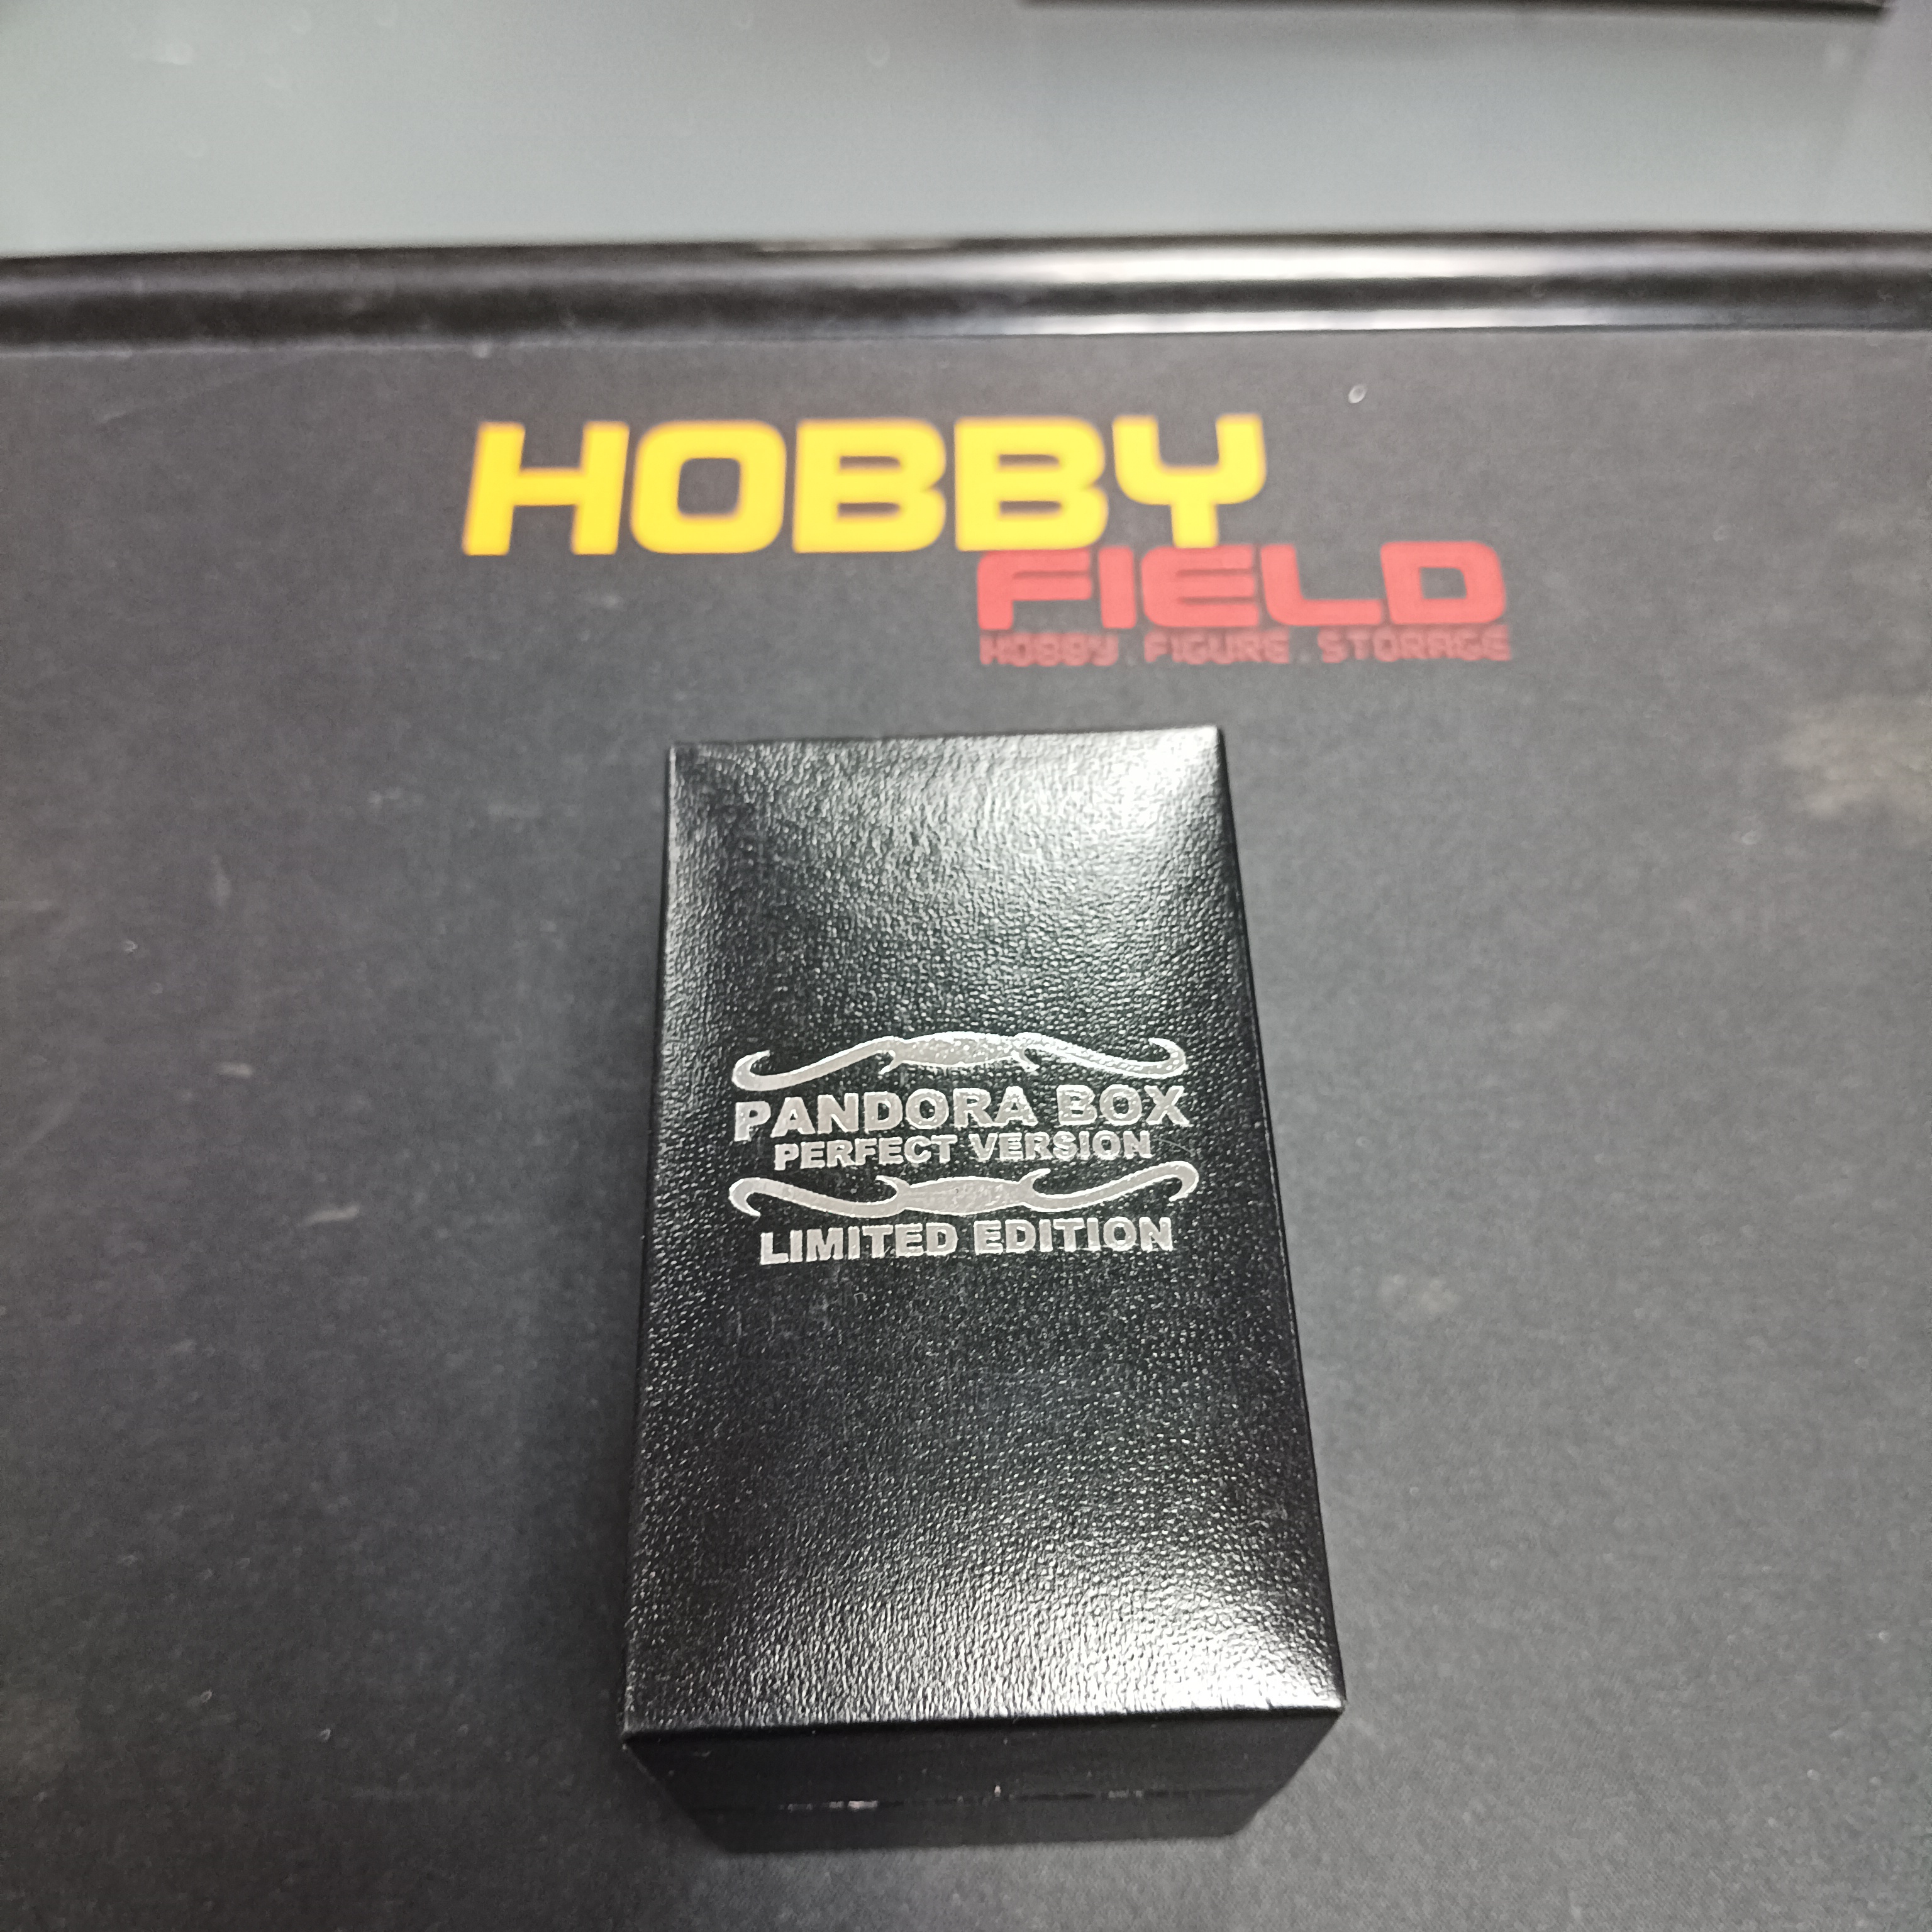 HOBBY
FIELD
HOBBY . FIGURE . STORAGE
PANDORA BOX
PERFECT VERSION
LIMITED EDITION